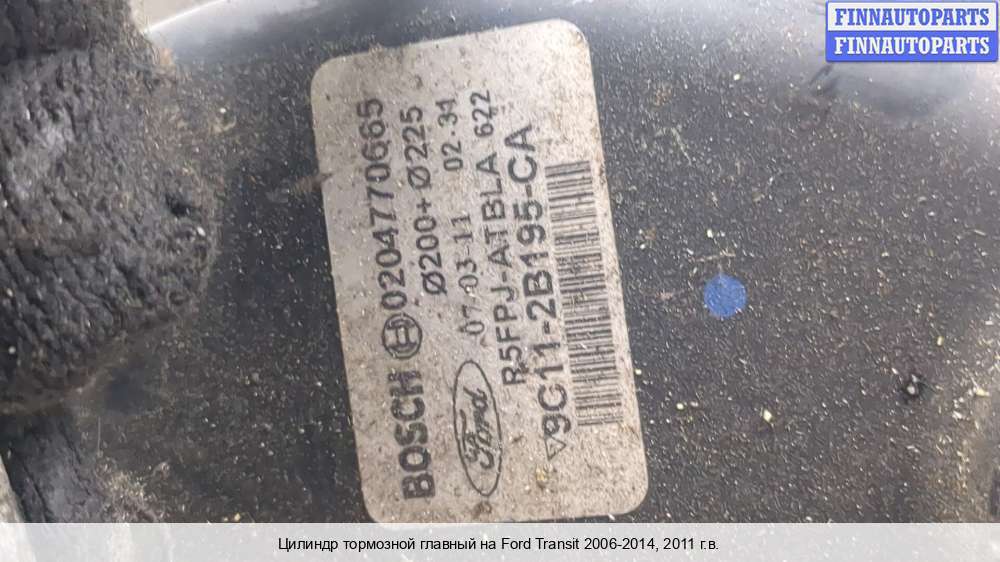 FINNAUTOPARTS
FINNAUTOPARTS
BOSCH 0204770665
Ø200+Ø225
Ford 07-03-11 02-34
R5FPJ-ATBLA 622
9C11-2B195-CA
Цилиндр тормозной главный на Ford Transit 2006-2014, 2011 г.в.